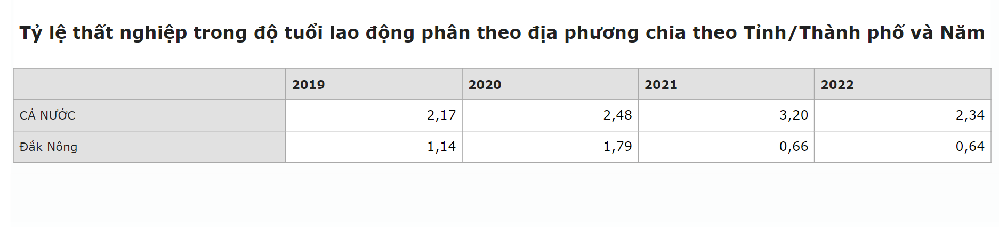 Tỷ lệ thất nghiệp trong độ tuổi lao động phân theo địa phương chia theo Tỉnh/Thành phố và Năm
2019 2020 2021 2022
CẢ NƯỚC 2,17 2,48 3,20 2,34
Đắk Nông 1,14 1,79 0,66 0,64